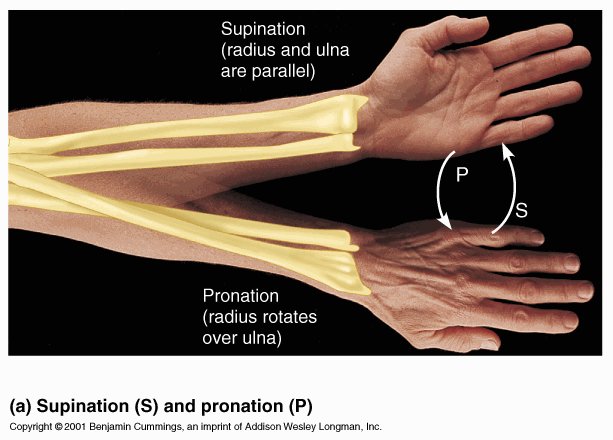 Supination
(radius and ulna
are parallel)
P
S
Pronation
(radius rotates
over ulna)
(a) Supination (S) and pronation (P)
Copyright © 2001 Benjamin Cummings, an imprint of Addison Wesley Longman, Inc.